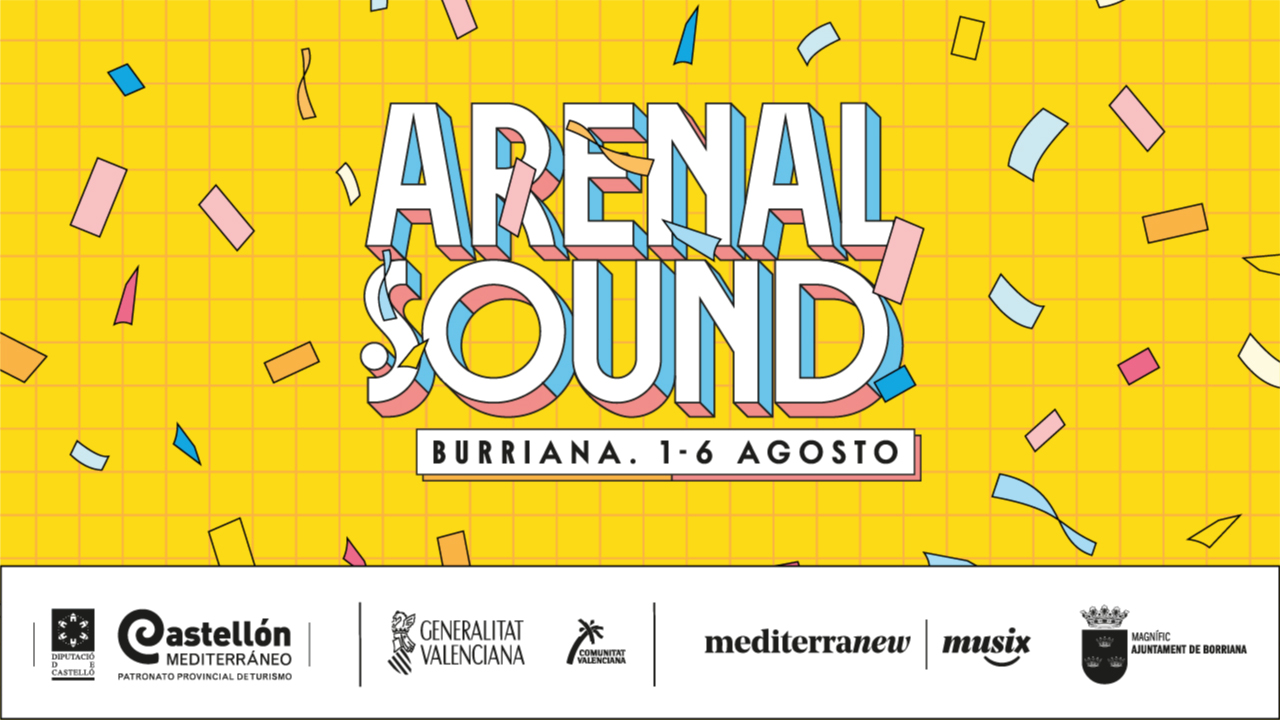 ARENAL
SOUND
BURRIANA. 1-6 AGOSTO
DIPUTACIÓ
D E
CASTELLÓ
Castellón
MEDITERRÁNEO
PATRONATO PROVINCIAL DE TURISMO
GENERALITAT
VALENCIANA
COMUNITAT
VALENCIANA
mediterranew
musix
MAGNÍFIC
AJUNTAMENT DE BORRIANA